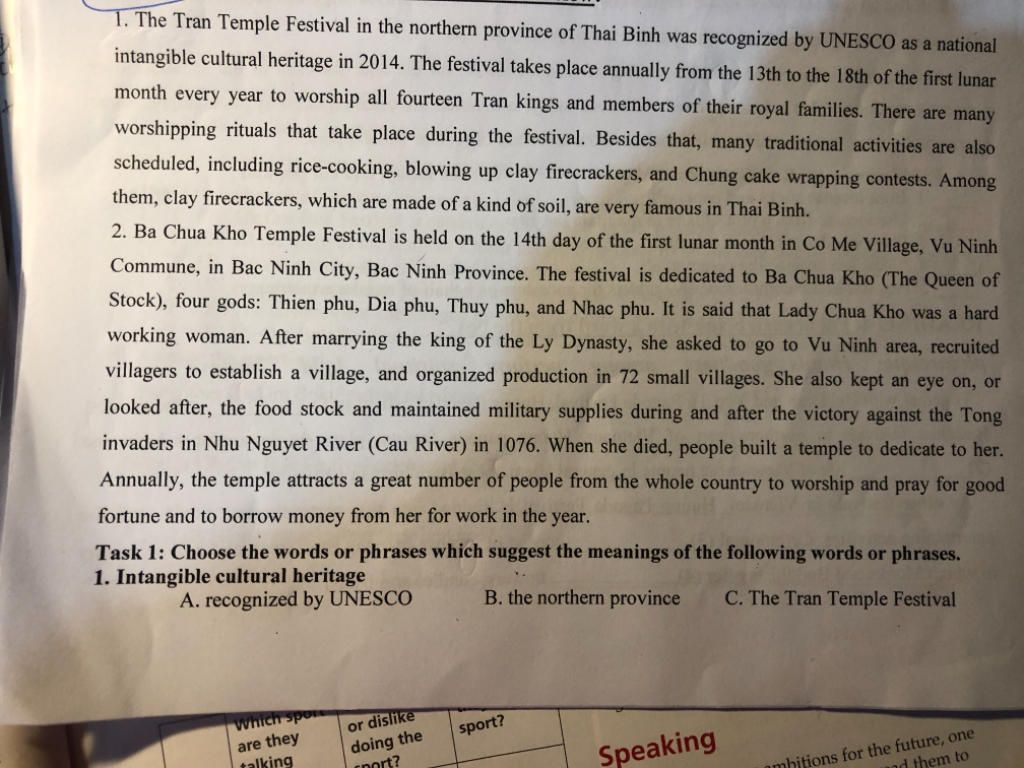 1. The Tran Temple Festival in the northern province of Thai Binh was recognized by UNESCO as a national
intangible cultural heritage in 2014. The festival takes place annually from the 13th to the 18th of the first lunar
month every year to worship all fourteen Tran kings and members of their royal families. There are many
worshipping rituals that take place during the festival. Besides that, many traditional activities are also
scheduled, including rice-cooking, blowing up clay firecrackers, and Chung cake wrapping contests. Among
them, clay firecrackers, which are made of a kind of soil, are very famous in Thai Binh.
2. Ba Chua Kho Temple Festival is held on the 14th day of the first lunar month in Co Me Village, Vu Ninh
Commune, in Bac Ninh City, Bac Ninh Province. The festival is dedicated to Ba Chua Kho (The Queen of
Stock), four gods: Thien phu, Dia phu, Thuy phu, and Nhac phu. It is said that Lady Chua Kho was a hard
working woman. After marrying the king of the Ly Dynasty, she asked to go to Vu Ninh area, recruited
villagers to establish a village, and organized production in 72 small villages. She also kept an eye on, or
looked after, the food stock and maintained military supplies during and after the victory against the Tong
invaders in Nhu Nguyet River (Cau River) in 1076. When she died, people built a temple to dedicate to her.
Annually, the temple attracts a great number of people from the whole country to worship and pray for good
fortune and to borrow money from her for work in the year.
Task 1: Choose the words or phrases which suggest the meanings of the following words or phrases.
1. Intangible cultural heritage
A. recognized by UNESCO B. the northern province C. The Tran Temple Festival
Which
are they
talking
or dislike
doing the
sport?
sport?
Speaking
ambitions for the future, one
them to